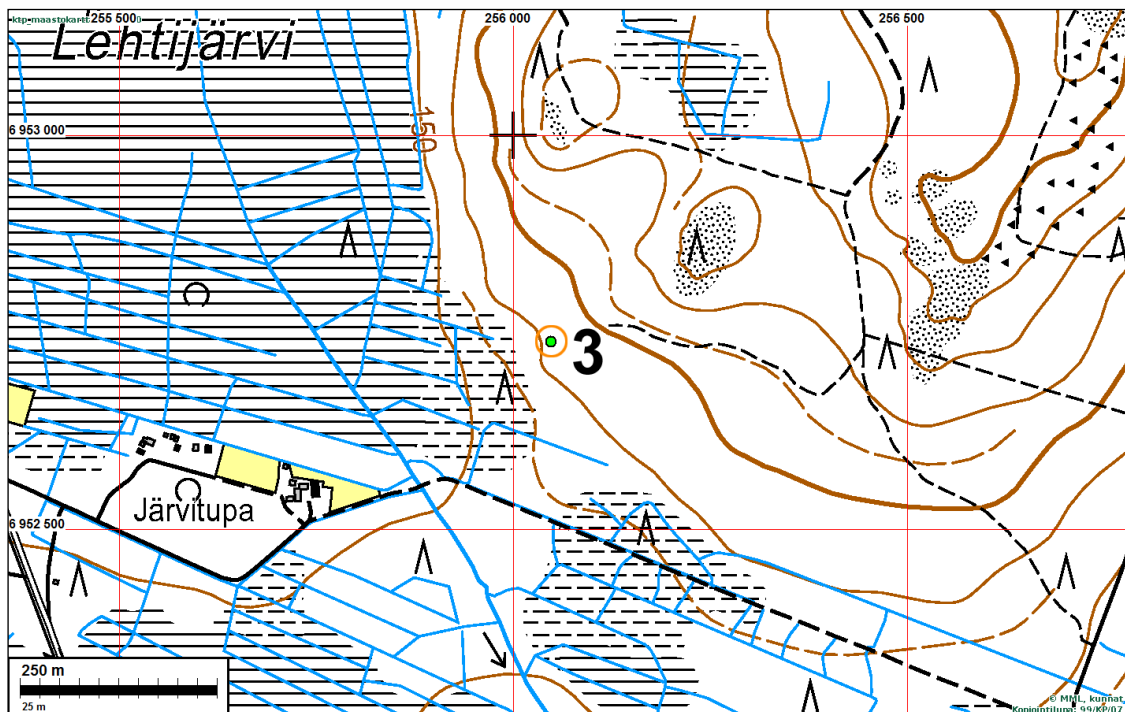 ktp-maastokartt
255 500
256 000
256 500
Lehtijärvi
6 953 000
150
3
6 952 500
Järvitupa
250 m
25 m
© MML, kunnat
Kopiointilupa: 99/KP/07